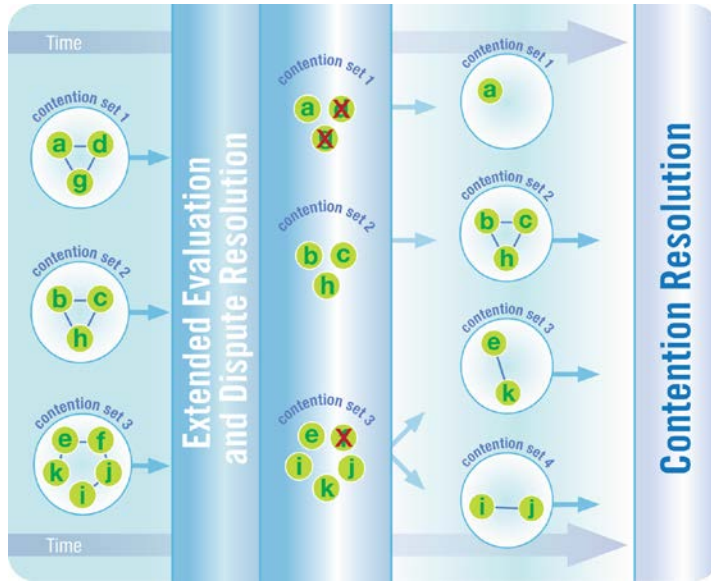 Time
contention set 1
a d
g
contention set 2
b c
h
contention set 3
e f
k j
i
Time
Extended Evaluation
and Dispute Resolution
contention set 1
a X
X
contention set 2
b c
h
contention set 3
e X
i j
k
contention set 1
a
contention set 2
b c
h
contention set 3
e
k
contention set 4
i j
Contention Resolution